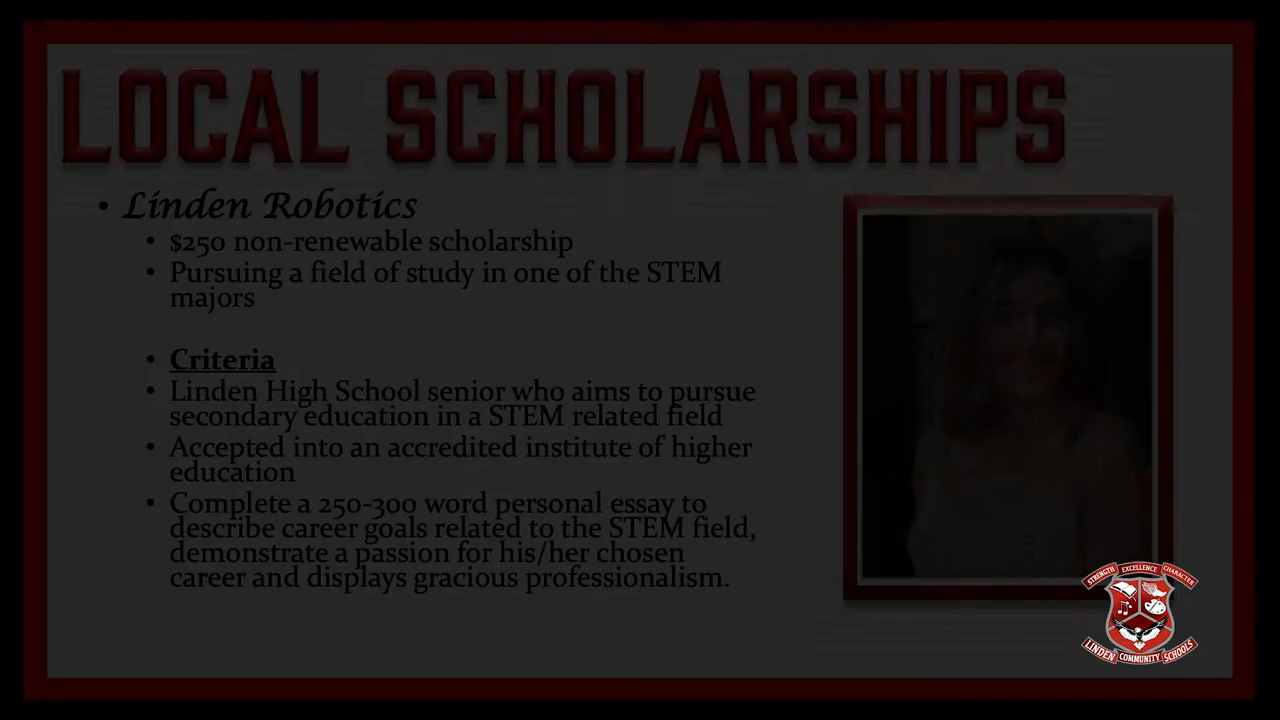 LOCAL SCHOLARSHIPS
• Linden Robotics
• $250 non-renewable scholarship
• Pursuing a field of study in one of the STEM
majors
• Criteria
• Linden High School senior who aims to pursue
secondary education in a STEM related field
• Accepted into an accredited institute of higher
education
• Complete a 250-300 word personal essay to
describe career goals related to the STEM field,
demonstrate a passion for his/her chosen
career and displays gracious professionalism.
STRENGTH EXCELLENCE CHARACTER
LINDEN COMMUNITY SCHOOLS